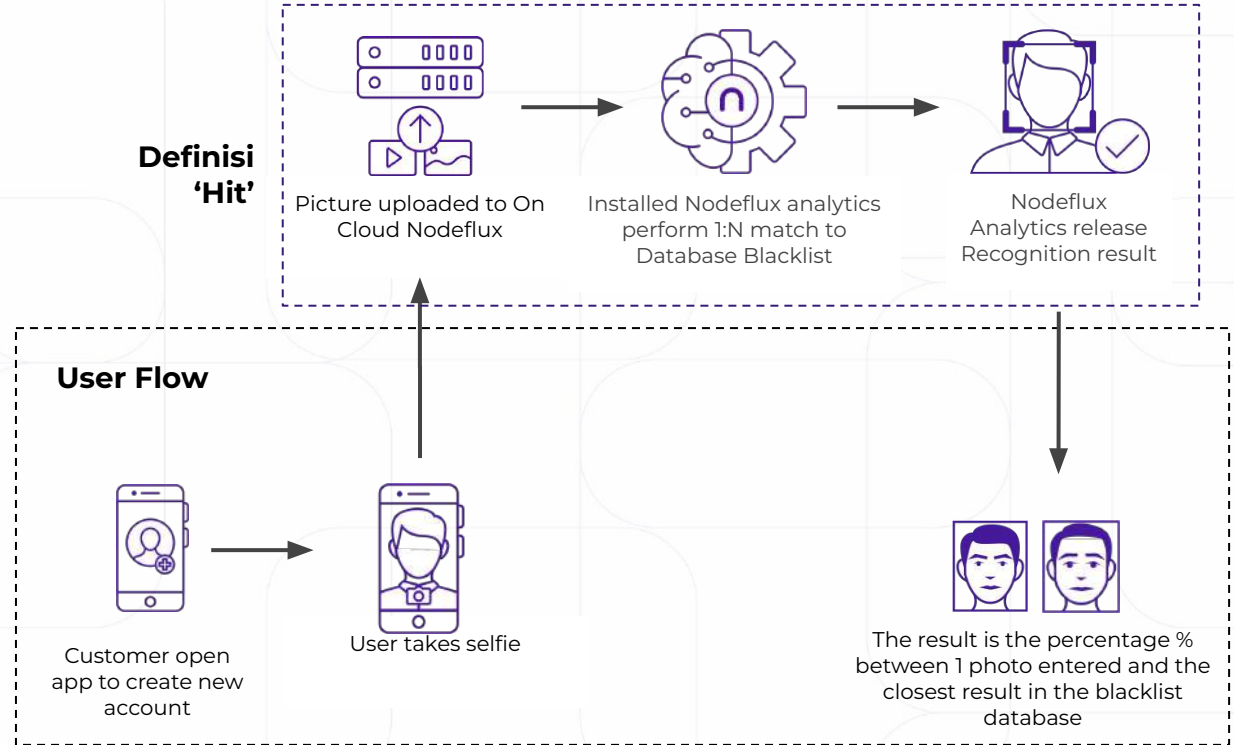 Definisi
‘Hit’
Picture uploaded to On
Cloud Nodeflux
Installed Nodeflux analytics
perform 1:N match to
Database Blacklist
Nodeflux
Analytics release
Recognition result
User Flow
Customer open
app to create new
account
User takes selfie
The result is the percentage %
between 1 photo entered and the
closest result in the blacklist
database